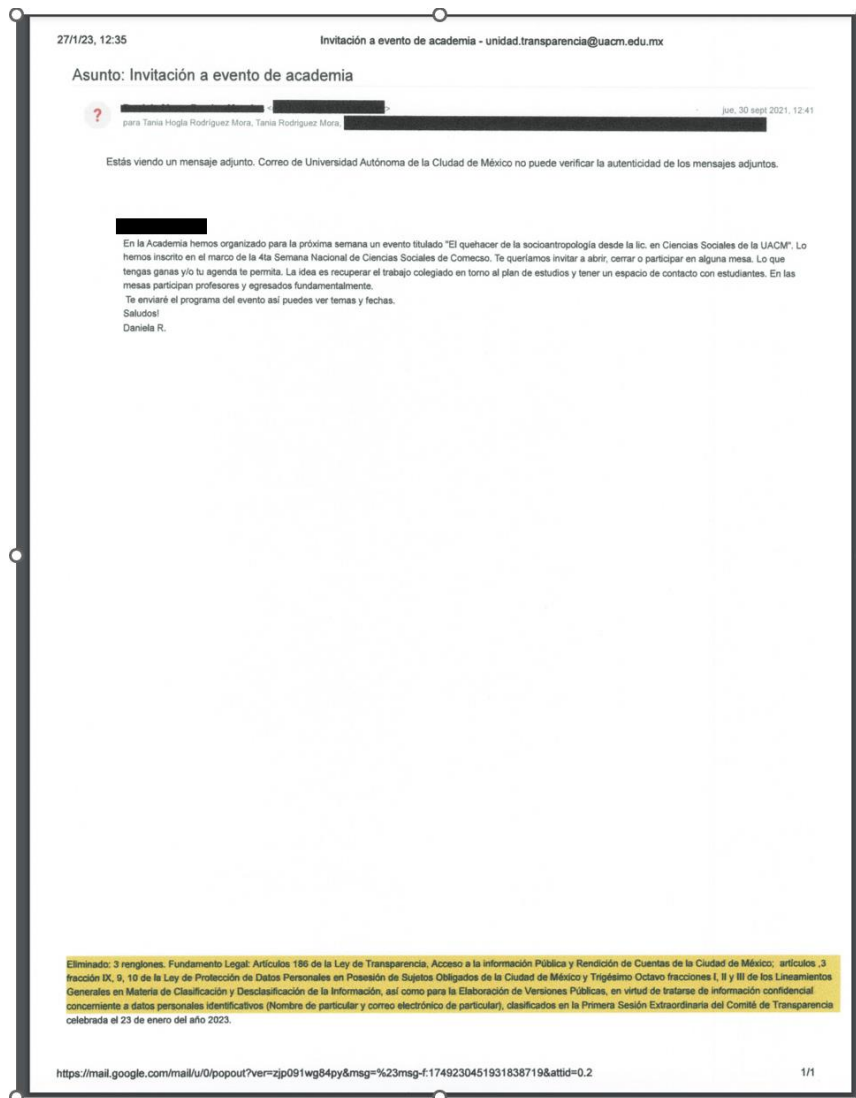 27/1/23, 12:35
Invitación a evento de academia - unidad.transparencia@uacm.edu.mx
Asunto: Invitación a evento de academia
?
< >
jue, 30 sept 2021, 12:41
para Tania Hogla Rodríguez Mora, Tania Rodriguez Mora,
Estás viendo un mensaje adjunto. Correo de Universidad Autónoma de la CIudad de México no puede verificar la autenticidad de los mensajes adjuntos.
En la Academia hemos organizado para la próxima semana un evento titulado "El quehacer de la socioantropología desde la lic. en Ciencias Sociales de la UACM". Lo
hemos inscrito en el marco de la 4ta Semana Nacional de Ciencias Sociales de Comecso. Te queríamos invitar a abrir, cerrar o participar en alguna mesa. Lo que
tengas ganas y/o tu agenda te permita. La idea es recuperar el trabajo colegiado en torno al plan de estudios y tener un espacio de contacto con estudiantes. En las
mesas participan profesores y egresados fundamentalmente.
Te enviaré el programa del evento así puedes ver temas y fechas.
Saludos!
Daniela R.
Eliminado: 3 renglones. Fundamento Legal: Artículos 186 de la Ley de Transparencia, Acceso a la información Pública y Rendición de Cuentas de la Ciudad de México; artículos ,3
fracción IX, 9, 10 de la Ley de Protección de Datos Personales en Posesión de Sujetos Obligados de la Ciudad de México y Trigésimo Octavo fracciones I, II y III de los Lineamientos
Generales en Materia de Clasificación y Desclasificación de la Información, así como para la Elaboración de Versiones Públicas, en virtud de tratarse de información confidencial
concerniente a datos personales identificativos (Nombre de particular y correo electrónico de particular), clasificados en la Primera Sesión Extraordinaria del Comité de Transparencia
celebrada el 23 de enero del año 2023.
https://mail.google.com/mail/u/0/popout?ver=zjp091wg84py&msg=%23msg-f:1749230451931838719&attid=0.2
1/1